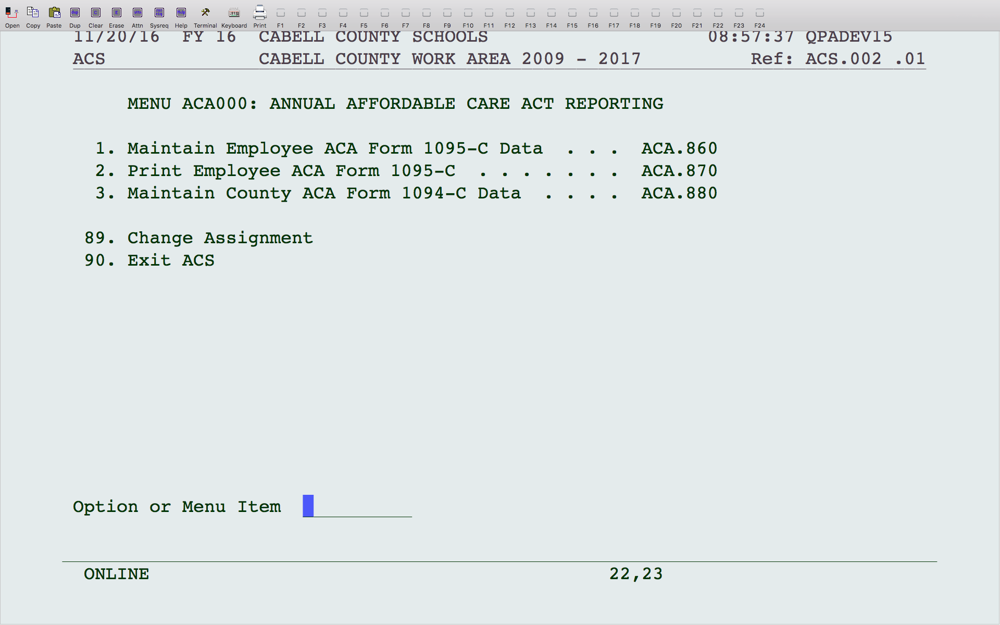 Open Copy Paste Dup Clear Erase Attn Sysreq Help Terminal Keyboard Print F1 F2 F3 F4 F5 F6 F7 F8 F9 F10 F11 F12 F13 F14 F15 F16 F17 F18 F19 F20 F21 F22 F23 F24
11/20/16 FY 16 CABELL COUNTY SCHOOLS 08:57:37 QPADEV15
ACS CABELL COUNTY WORK AREA 2009 - 2017 Ref: ACS.002 .01
MENU ACA000: ANNUAL AFFORDABLE CARE ACT REPORTING
1. Maintain Employee ACA Form 1095-C Data . . . ACA.860
2. Print Employee ACA Form 1095-C . . . . . . . ACA.870
3. Maintain County ACA Form 1094-C Data . . . . ACA.880
89. Change Assignment
90. Exit ACS
Option or Menu Item
ONLINE 22,23